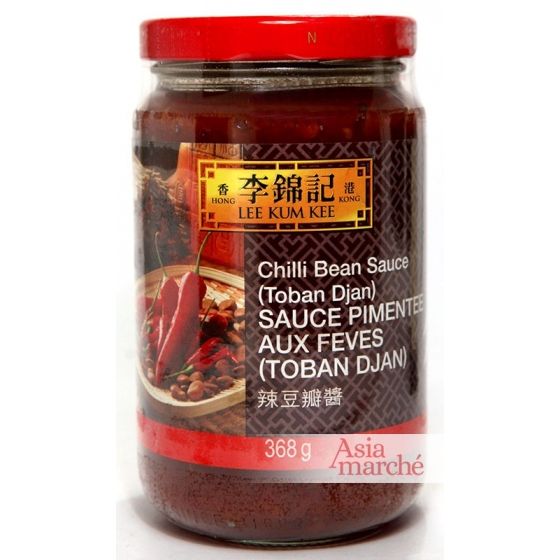 N
香 李錦記 港
HONG LEE KUM KEE KONG
Chilli Bean Sauce
(Toban Djan)
SAUCE PIMENTEE
AUX FEVES
(TOBAN DJAN)
辣豆瓣醬
368 g
Asia
marché